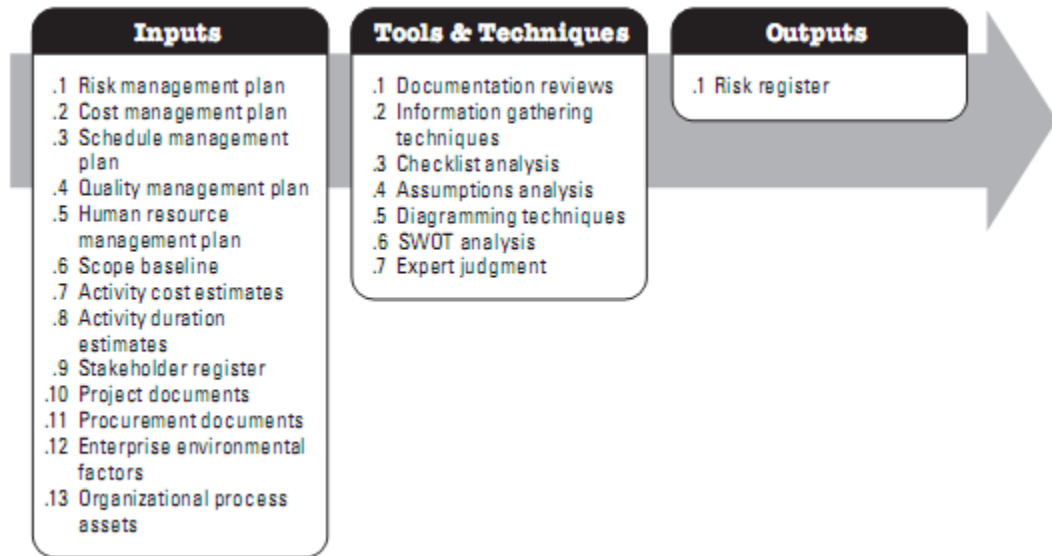 Inputs
.1 Risk management plan
.2 Cost management plan
.3 Schedule management
plan
.4 Quality management plan
.5 Human resource
management plan
.6 Scope baseline
.7 Activity cost estimates
.8 Activity duration
estimates
.9 Stakeholder register
.10 Project documents
.11 Procurement documents
.12 Enterprise environmental
factors
.13 Organizational process
assets
Tools & Techniques
.1 Documentation reviews
.2 Information gathering
techniques
.3 Checklist analysis
.4 Assumptions analysis
.5 Diagramming techniques
.6 SWOT analysis
.7 Expert judgment
Outputs
.1 Risk register